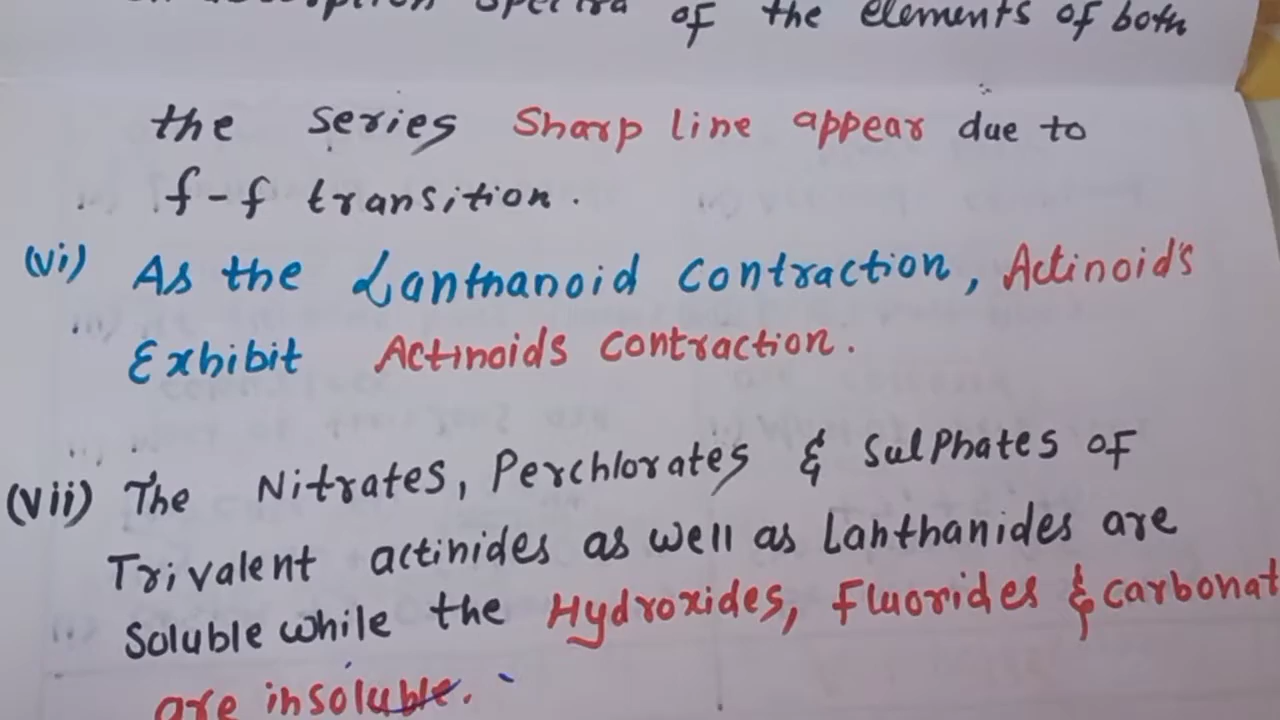 absorption spectra of the elements of both
the series Sharp line appear due to
f-f transition.
(vi) As the Lanthanoid contraction, Actinoid's
Exhibit Actinoids contraction.
(vii) The Nitrates, Perchlorates & Sulphates of
Trivalent actinides as well as Lanthanides are
Soluble while the Hydroxides, Fluorides & carbonat
are insoluble.